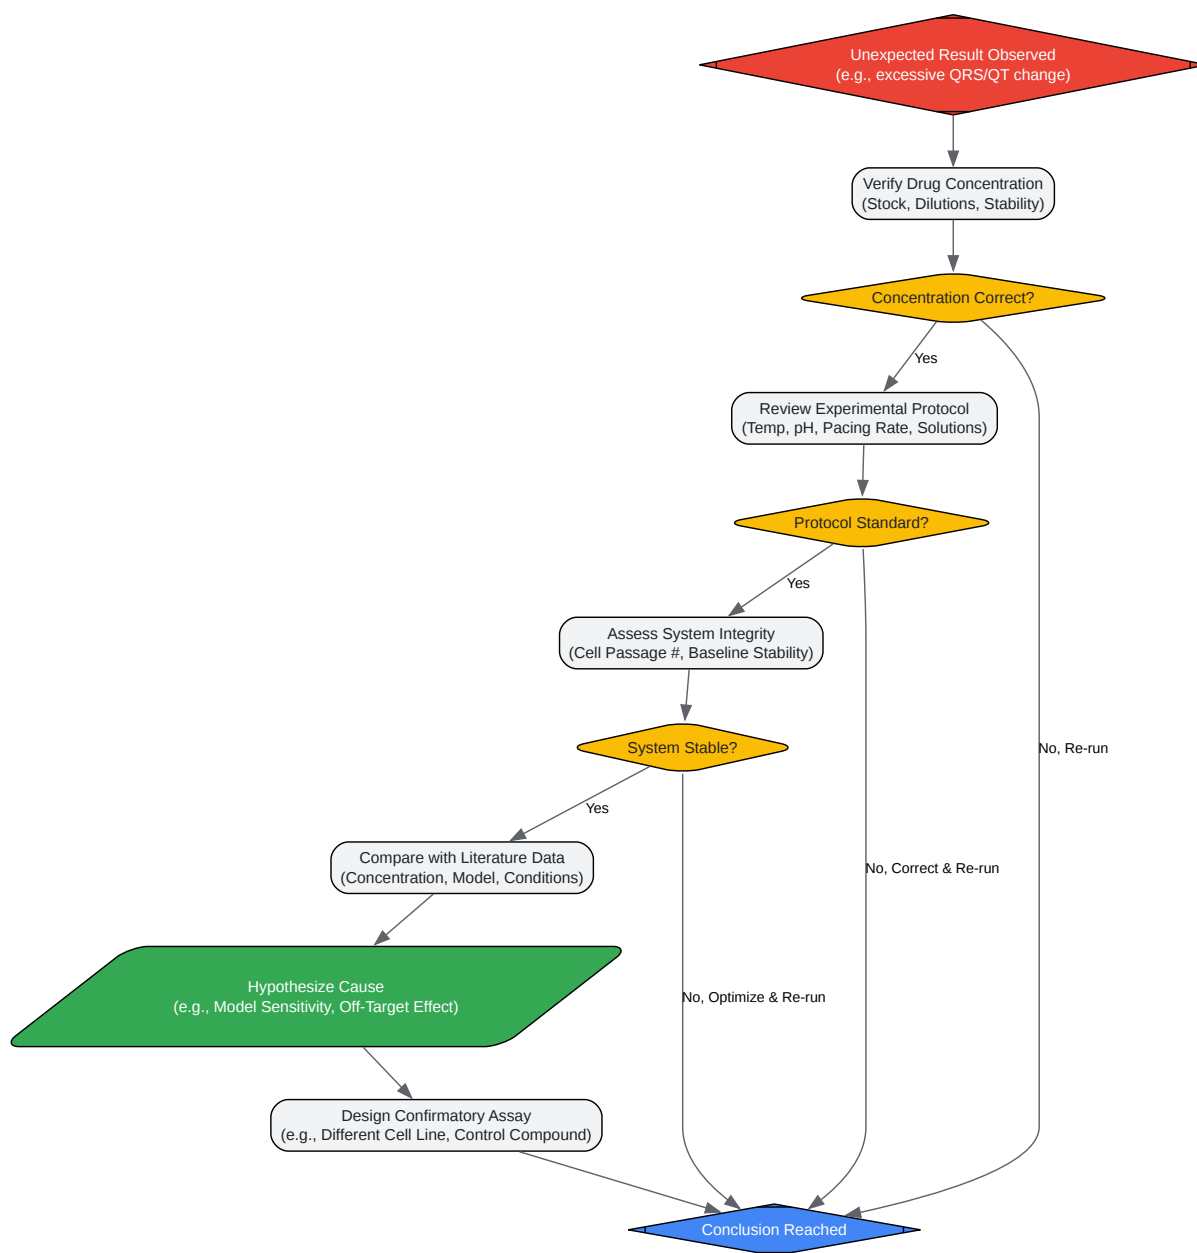 Unexpected Result Observed
(e.g., excessive QRS/QT change)
Verify Drug Concentration
(Stock, Dilutions, Stability)
Concentration Correct?
Yes
Review Experimental Protocol
(Temp, pH, Pacing Rate, Solutions)
Protocol Standard?
Yes
Assess System Integrity
(Cell Passage #, Baseline Stability)
System Stable?
No, Re-run
Yes
Compare with Literature Data
(Concentration, Model, Conditions)
No, Correct & Re-run
Hypothesize Cause
(e.g., Model Sensitivity, Off-Target Effect)
No, Optimize & Re-run
Design Confirmatory Assay
(e.g., Different Cell Line, Control Compound)
Conclusion Reached